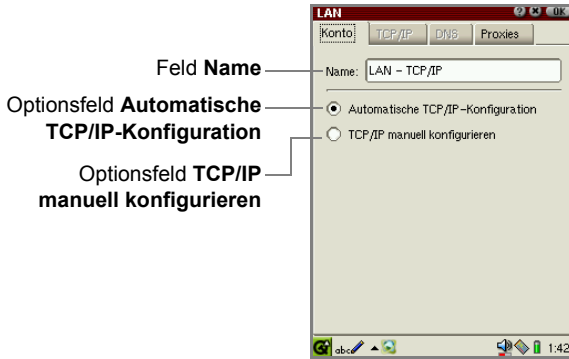 LAN ? X OK
Konto TCP/IP DNS Proxies
Feld Name
Name: LAN - TCP/IP
Optionsfeld Automatische
TCP/IP-Konfiguration
Automatische TCP/IP-Konfiguration
TCP/IP manuell konfigurieren
Optionsfeld TCP/IP
manuell konfigurieren
abc 1:42